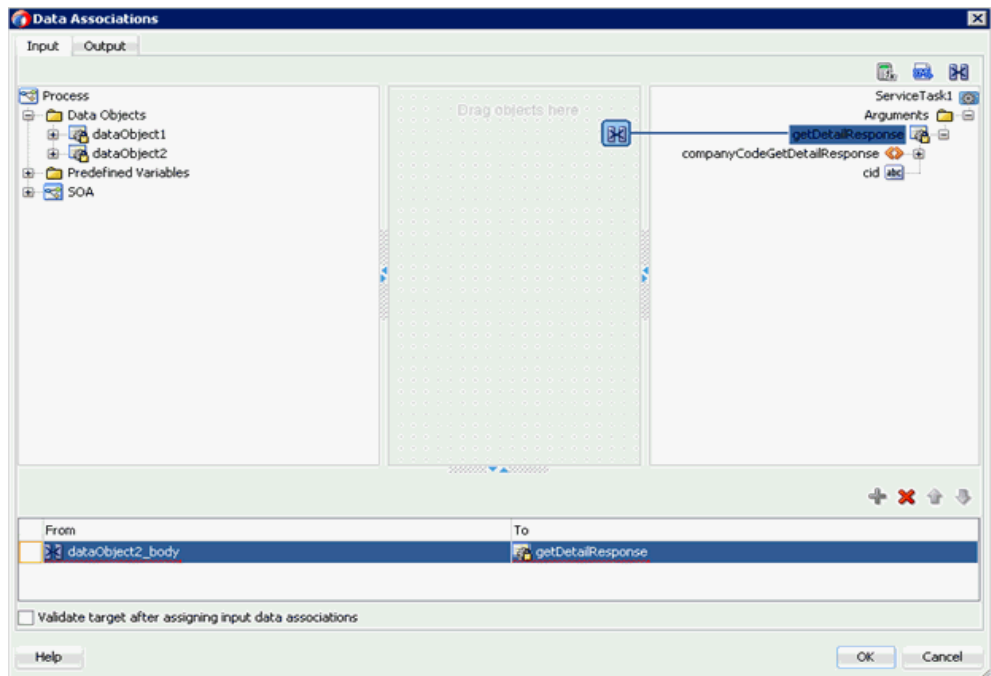 Data Associations
Input Output
Process
Data Objects
dataObject1
dataObject2
Predefined Variables
SOA
Drag objects here
ServiceTask1
Arguments
getDetailResponse
companyCodeGetDetailResponse
cid abc
From To
dataObject2_body getDetailResponse
Validate target after assigning input data associations
Help OK Cancel